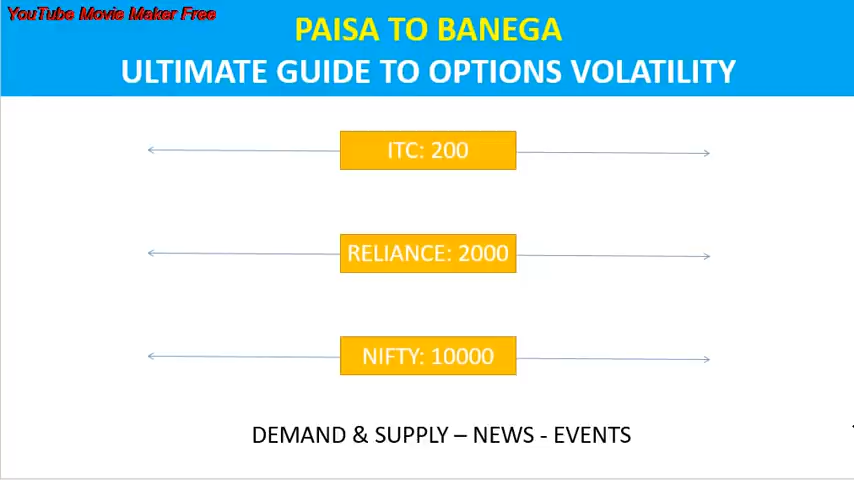 YouTube Movie Maker Free
PAISA TO BANEGA
ULTIMATE GUIDE TO OPTIONS VOLATILITY
ITC: 200
RELIANCE: 2000
NIFTY: 10000
DEMAND & SUPPLY – NEWS - EVENTS